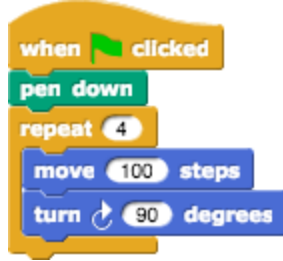 when clicked
pen down
repeat 4
move 100 steps
turn 90 degrees